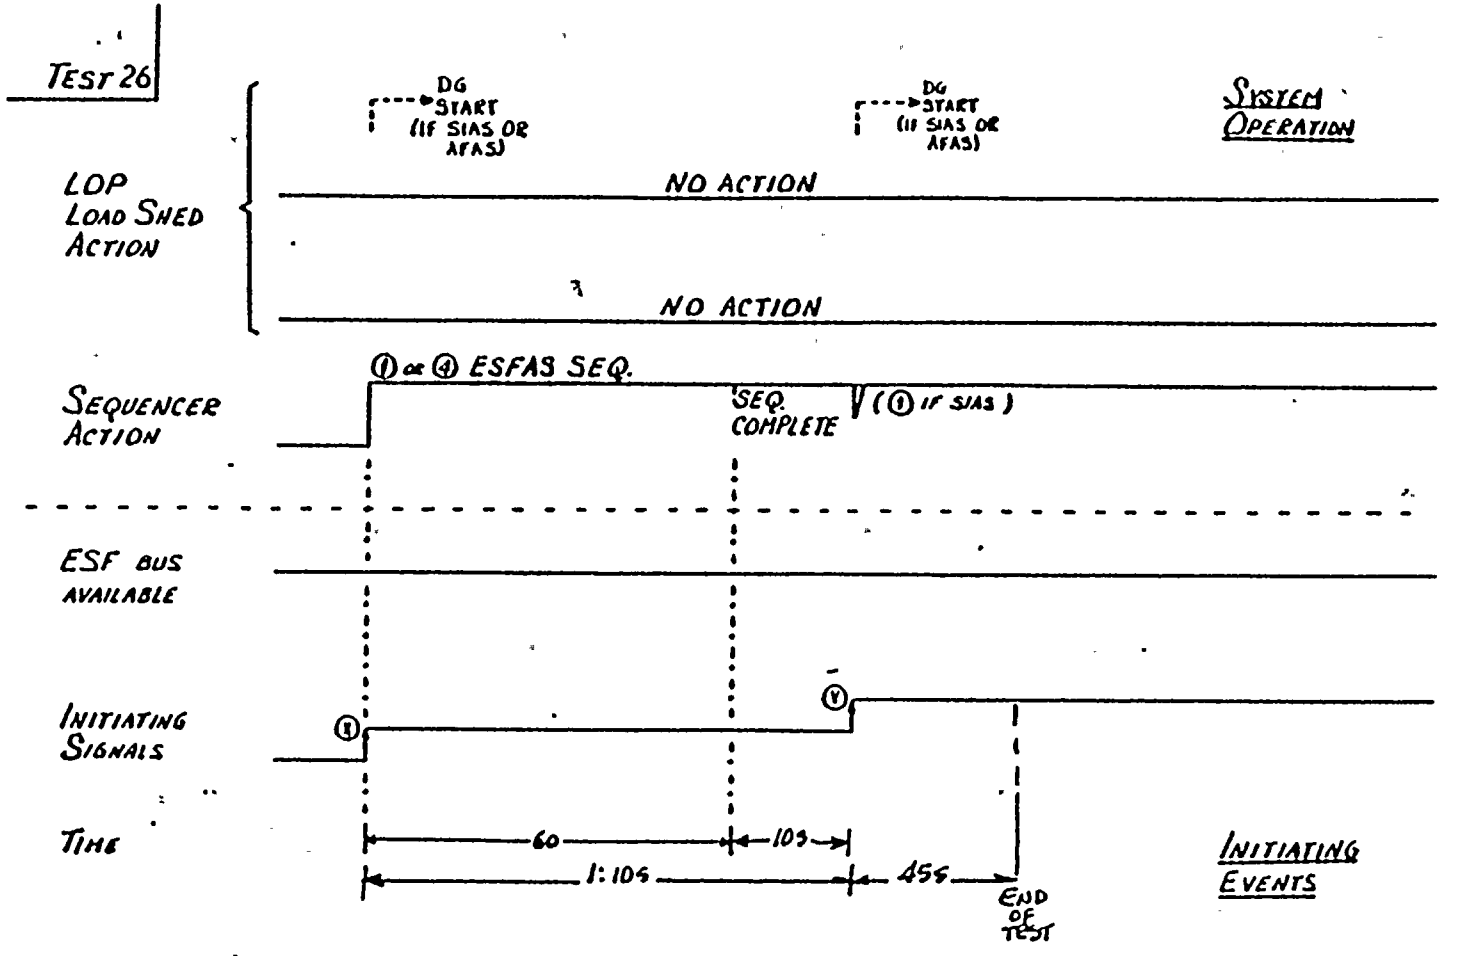 TEST 26
DG
START
(IF SIAS OR
AFAS)
DG
START
(IF SIAS OR
AFAS)
SYSTEM
OPERATION
LOP
LOAD SHED
ACTION
NO ACTION
NO ACTION
SEQUENCER
ACTION
① OR ④ ESFAS SEQ.
SEQ.
COMPLETE
(① IF SIAS)
ESF BUS
AVAILABLE
INITIATING
SIGNALS
Ⓧ
Ⓨ
TIME
60
10S
1:10S
45S
END
OF
TEST
INITIATING
EVENTS